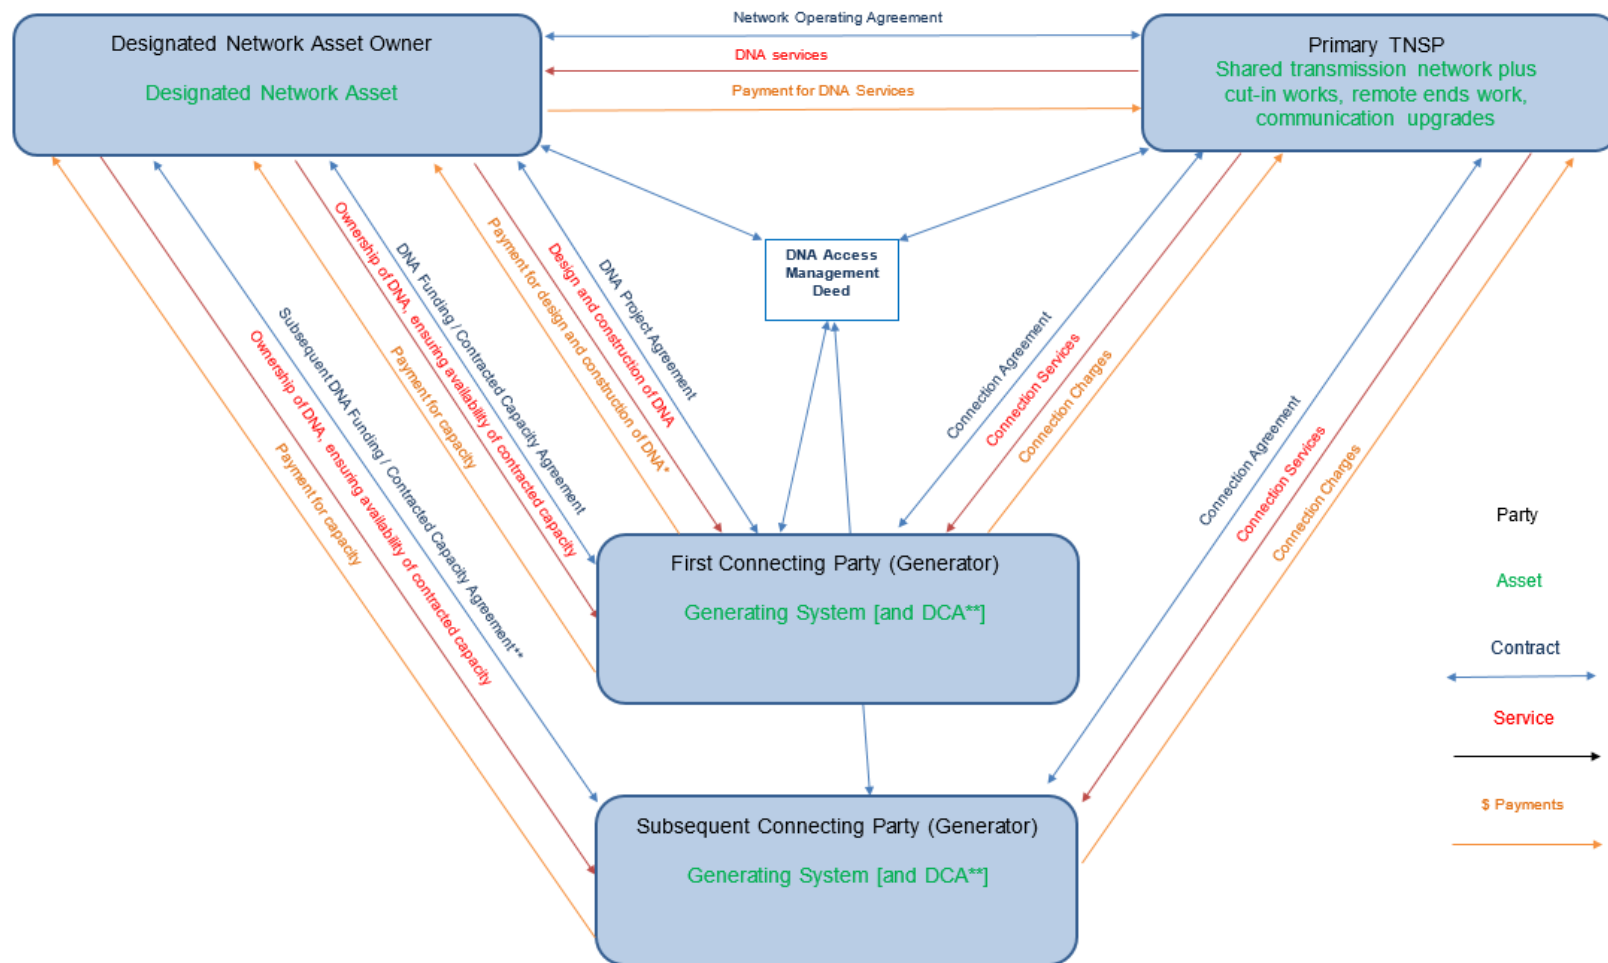 Network Operating Agreement
Designated Network Asset Owner
Designated Network Asset
DNA services
Payment for DNA Services
Primary TNSP
Shared transmission network plus
cut-in works, remote ends work,
communication upgrades
DNA Access
Management
Deed
Payment for capacity
Ownership of DNA, ensuring availability of contracted capacity
Subsequent DNA Funding / Contracted Capacity Agreement**
Payment for capacity
Ownership of DNA, ensuring availability of contracted capacity
DNA Funding / Contracted Capacity Agreement
Payment for design and construction of DNA*
Design and construction of DNA
DNA Project Agreement
Connection Agreement
Connection Services
Connection Charges
Connection Agreement
Connection Services
Connection Charges
First Connecting Party (Generator)
Generating System [and DCA**]
Subsequent Connecting Party (Generator)
Generating System [and DCA**]
Party
Asset
Contract
Service
$ Payments